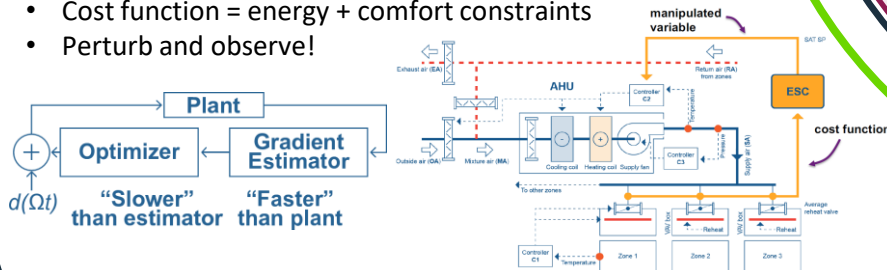 • Cost function = energy + comfort constraints
• Perturb and observe!
Plant
+
Optimizer
Gradient
Estimator
d(Ωt)
“Slower”
than estimator
“Faster”
than plant
manipulated
variable
SAT SP
Exhaust air (EA)
Return air (RA)
from zones
AHU
Controller
C2
Temperature
ESC
cost function
Outside air (OA)
Mixture air (MA)
-
+
Cooling coil
Heating coil
Supply fan
Controller
C3
Pressure
Supply air (SA)
To other zones
Average
reheat valve
VAV box
Reheat
VAV box
Reheat
Controller
C1
Temperature
Zone 1
Zone 2
Zone 3